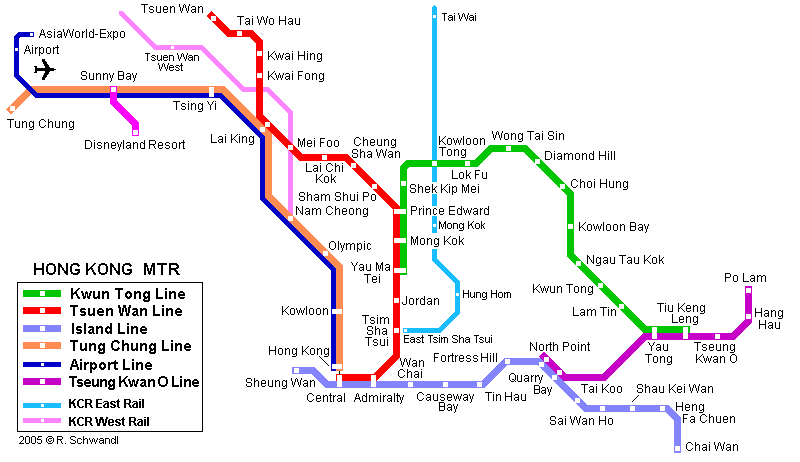 Tsuen Wan
Tai Wo Hau
Tai Wai
AsiaWorld-Expo
Airport
Tsuen Wan
West
Kwai Hing
Kwai Fong
Sunny Bay
Tsing Yi
Tung Chung
Disneyland Resort
Lai King
Mei Foo
Lai Chi
Kok
Cheung
Sha Wan
Sham Shui Po
Kowloon
Tong
Wong Tai Sin
Lok Fu
Diamond Hill
Choi Hung
Shek Kip Mei
Nam Cheong
Prince Edward
Mong Kok
Mong Kok
Kowloon Bay
Olympic
Yau Ma
Tei
Ngau Tau Kok
Kwun Tong
Lam Tin
Hung Hom
Jordan
Kowloon
Tsim
Sha
Tsui
East Tsim Sha Tsui
Tiu Keng
Leng
Po Lam
Hang
Hau
Yau
Tong
Tseung
Kwan O
North Point
Fortress Hill
Hong Kong
Wan
Chai
Sheung Wan
Central
Admiralty
Causeway
Bay
Tin Hau
Quarry
Bay
Tai Koo
Sai Wan Ho
Shau Kei Wan
Heng
Fa Chuen
Chai Wan
HONG KONG MTR
Kwun Tong Line
Tsuen Wan Line
Island Line
Tung Chung Line
Airport Line
Tseung Kwan O Line
KCR East Rail
KCR West Rail
2005 © R. Schwandl